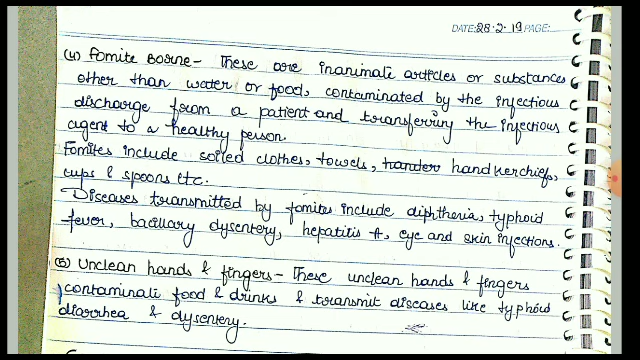 DATE: 28.2.19 PAGE:
(4) Fomite Borne - These are inanimate articles or substances
other than water or food, contaminated by the infectious
discharge from a patient and transferring the infectious
agent to a healthy person.
Fomites include soiled clothes, towels, hander handkerchiefs,
cups & spoons etc.
Diseases transmitted by fomites include diphtheria, typhoid
fever, bacillary dysentery, hepatitis A, eye and skin infections.
(5) Unclean hands & fingers - These unclean hands & fingers
contaminate food & drinks & transmit diseases like typhoid
diarrhea & dysentery.